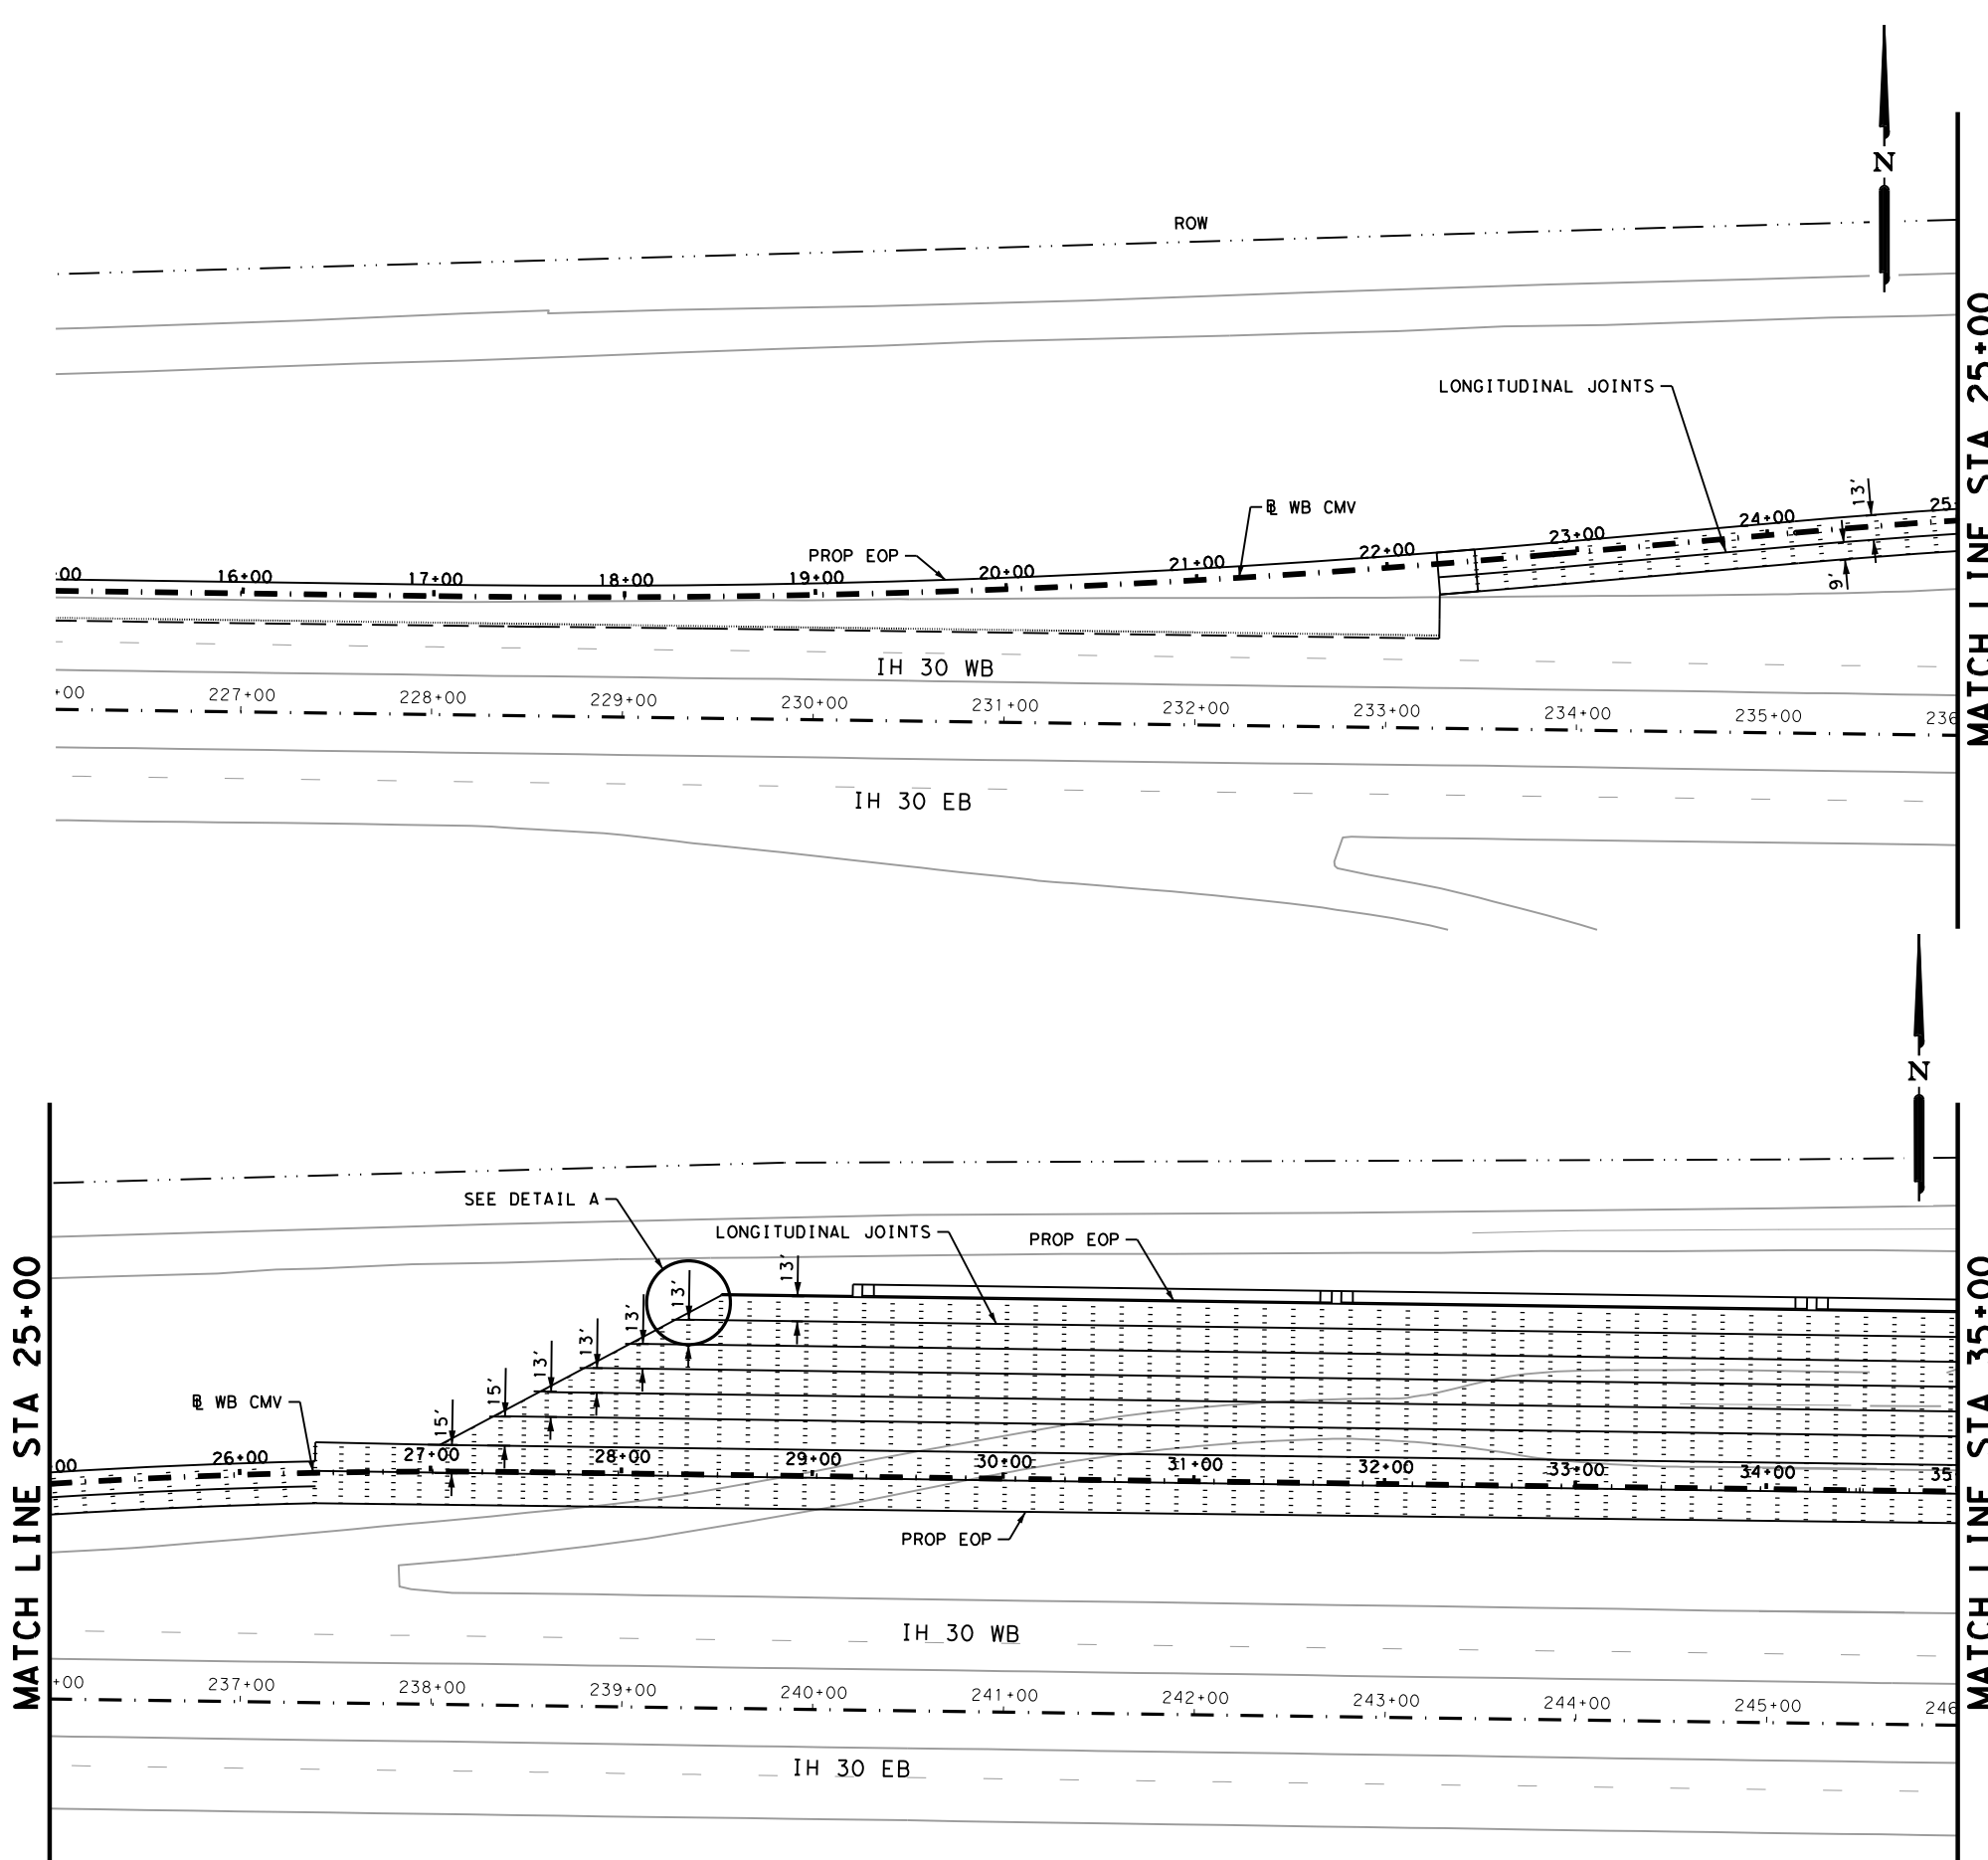 N
ROW
LONGITUDINAL JOINTS
MATCH LINE STA 25+00
13'
9'
℄ WB CMV
PROP EOP
+00 16+00 17+00 18+00 19+00 20+00 21+00 22+00 23+00 24+00 25+
IH 30 WB
+00 227+00 228+00 229+00 230+00 231+00 232+00 233+00 234+00 235+00 236
IH 30 EB
N
SEE DETAIL A
LONGITUDINAL JOINTS
PROP EOP
13'
13'
13'
13'
13'
15'
15'
MATCH LINE STA 25+00
MATCH LINE STA 35+00
℄ WB CMV
00 26+00 27+00 28+00 29+00 30+00 31+00 32+00 33+00 34+00 35
PROP EOP
IH 30 WB
+00 237+00 238+00 239+00 240+00 241+00 242+00 243+00 244+00 245+00 246
IH 30 EB